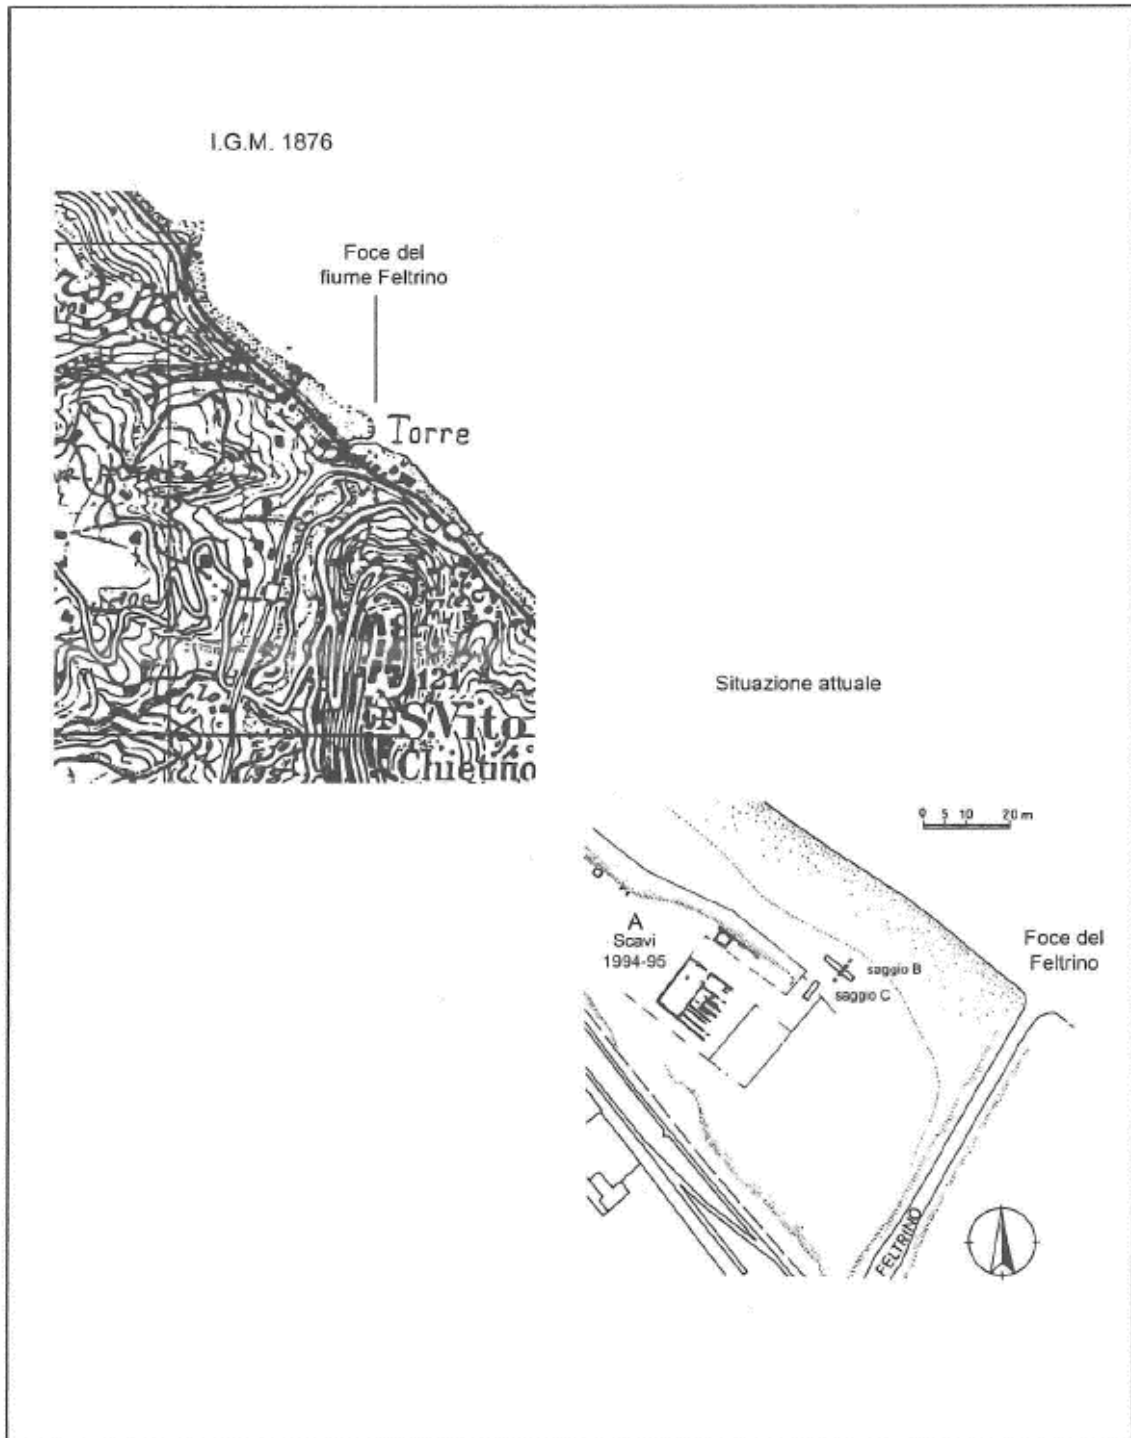 I.G.M. 1876
Foce del
fiume Feltrino
Torre
121
S.Vito
Chietino
Situazione attuale
0 5 10 20 m
A
Scavi
1994-95
saggio B
saggio C
Foce del
Feltrino
FELTRINO